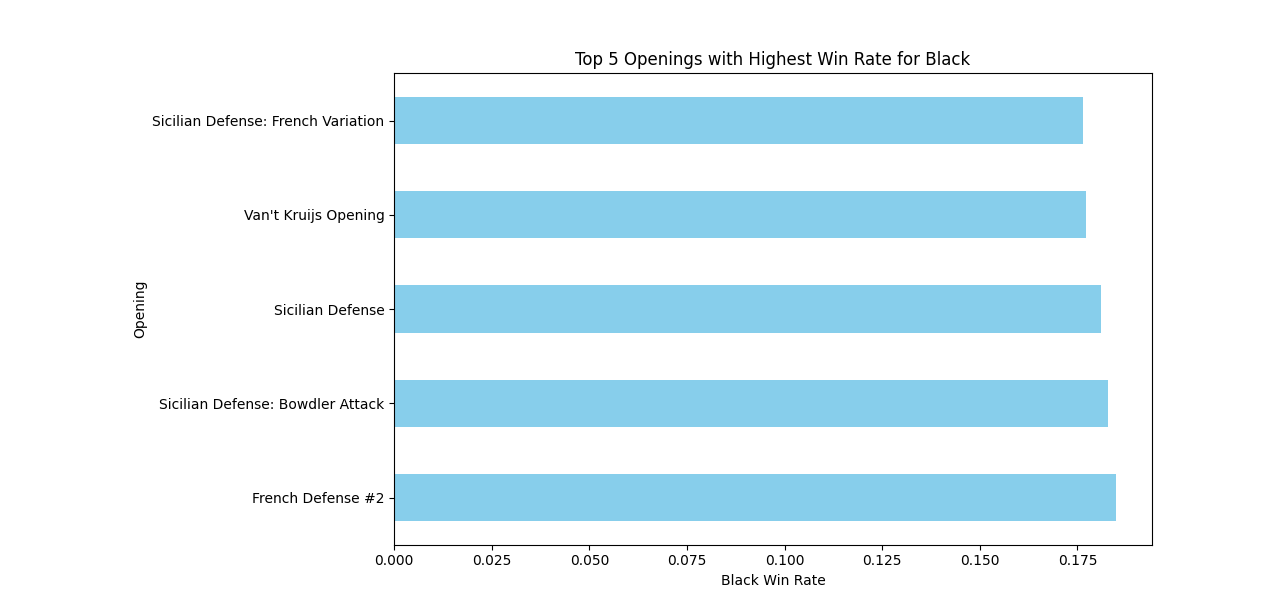 Top 5 Openings with Highest Win Rate for Black
Sicilian Defense: French Variation
Van't Kruijs Opening
Sicilian Defense
Sicilian Defense: Bowdler Attack
French Defense #2
Opening
0.000 0.025 0.050 0.075 0.100 0.125 0.150 0.175
Black Win Rate